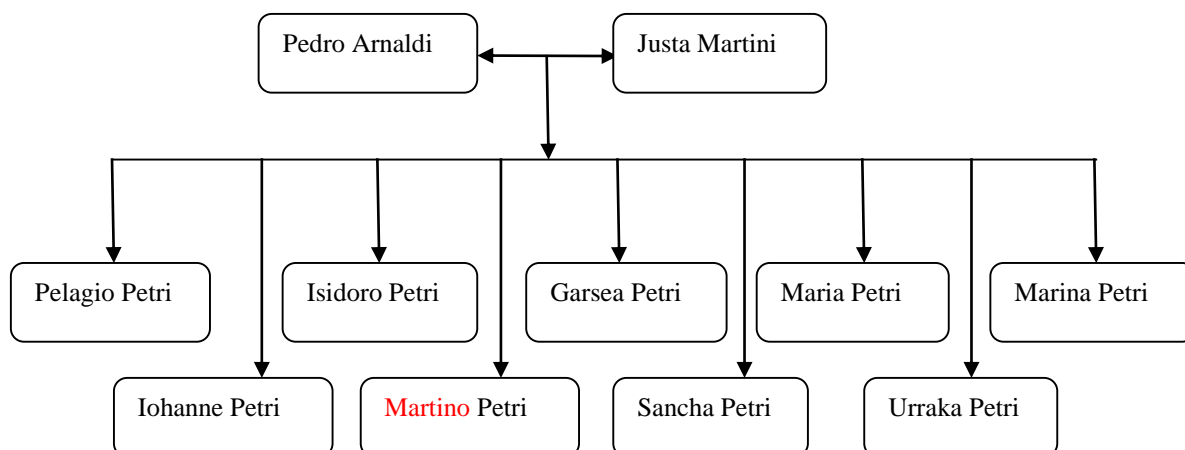 Pedro Arnaldi
Justa Martini
Pelagio Petri
Isidoro Petri
Garsea Petri
Maria Petri
Marina Petri
Iohanne Petri
Martino Petri
Sancha Petri
Urraka Petri